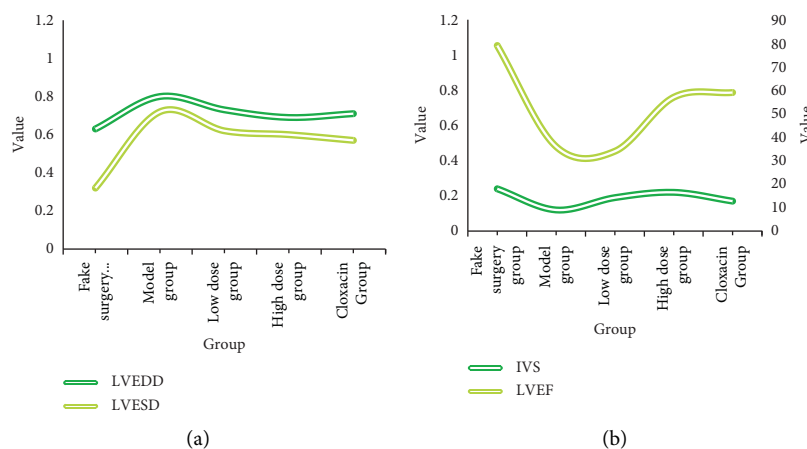 1.2
1
0.8
0.6
0.4
0.2
0
Value
Fake
surgery...
Model
group
Low dose
group
High dose
group
Cloxacin
Group
Group
LVEDD
LVESD
(a)
1.2
1
0.8
0.6
0.4
0.2
0
Value
90
80
70
60
50
40
30
20
10
0
Value
Fake
surgery
group
Model
group
Low dose
group
High dose
group
Cloxacin
Group
Group
IVS
LVEF
(b)